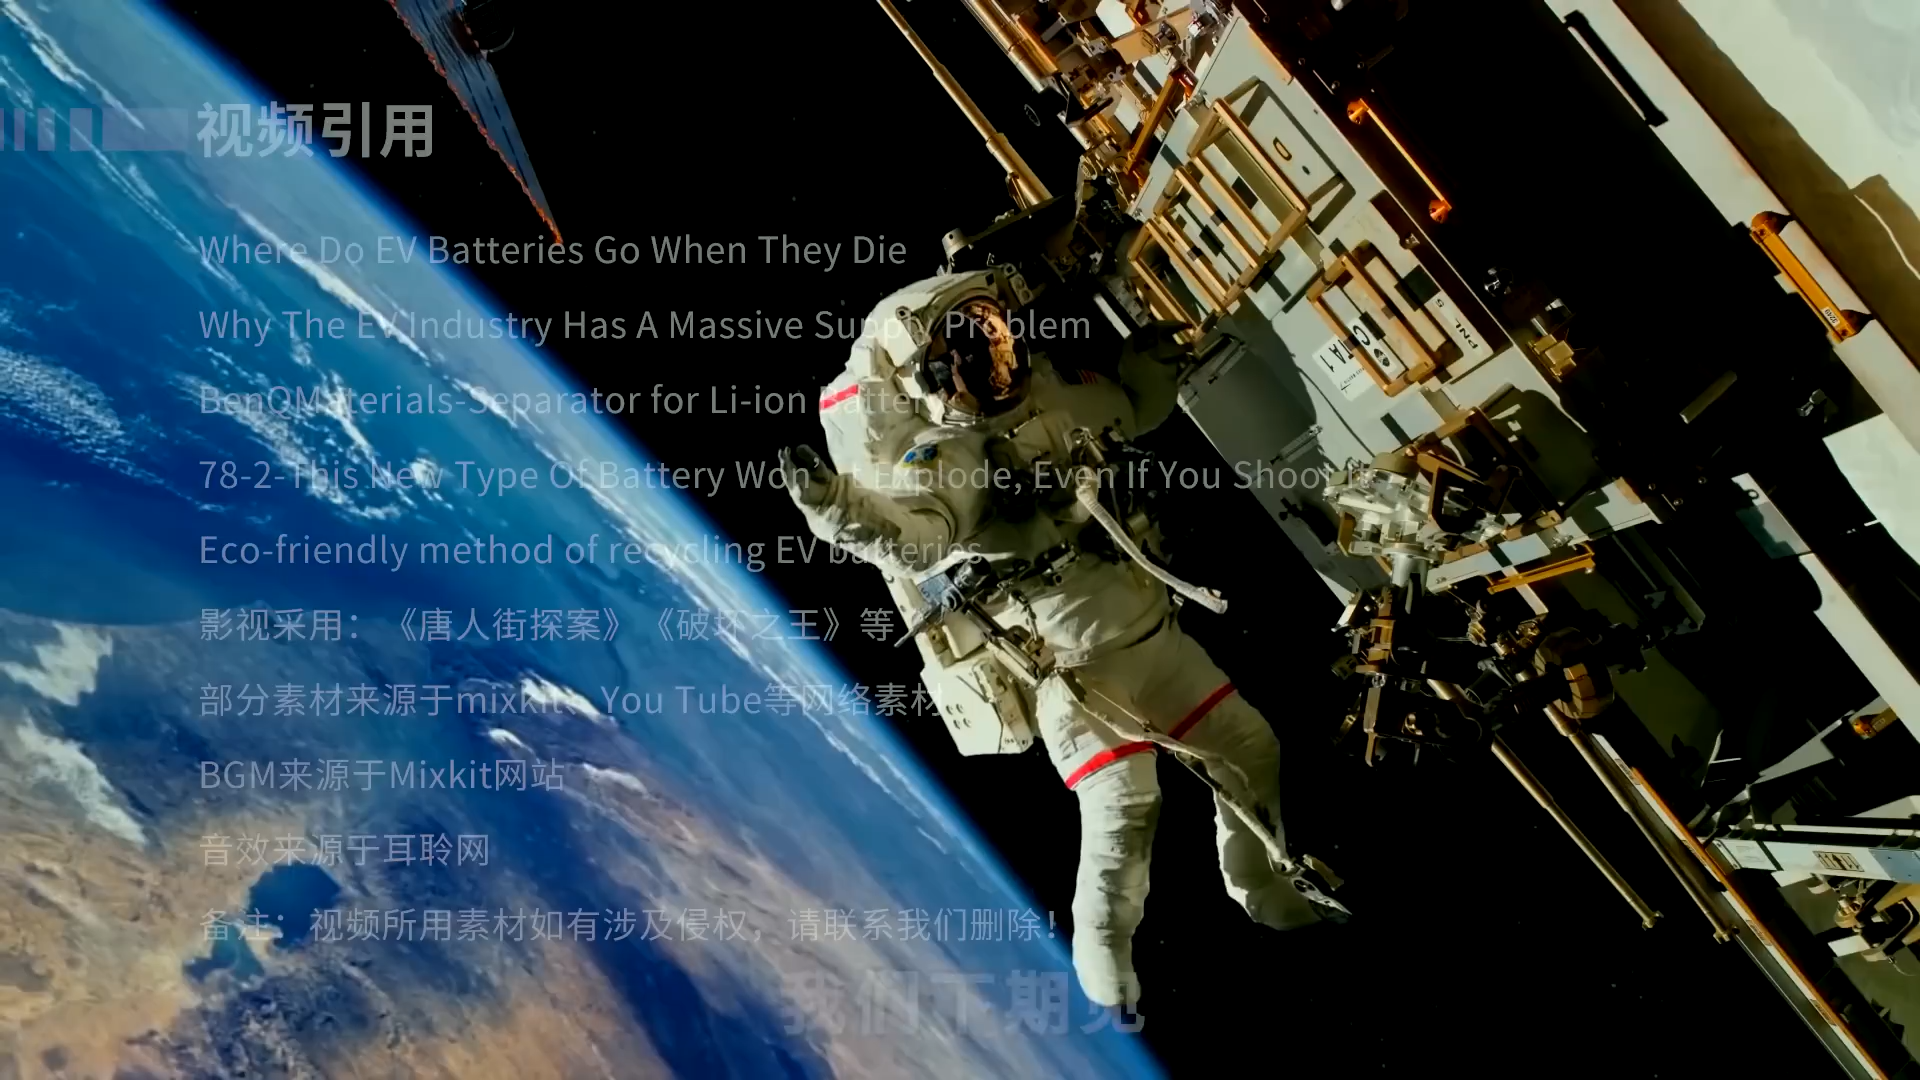 视频引用
Where Do EV Batteries Go When They Die
Why The EV Industry Has A Massive Supply Problem
BenQMaterials-Separator for Li-ion Batte
78-2-This New Type Of Battery Won't Explode, Even If You Shoot It
Eco-friendly method of recycling EV batteries
影视采用：《唐人街探案》《破坏之王》等
部分素材来源于mixkit、You Tube等网络素材
BGM来源于Mixkit网站
音效来源于耳聆网
备注：视频所用素材如有涉及侵权，请联系我们删除！
我们下期见
PNL